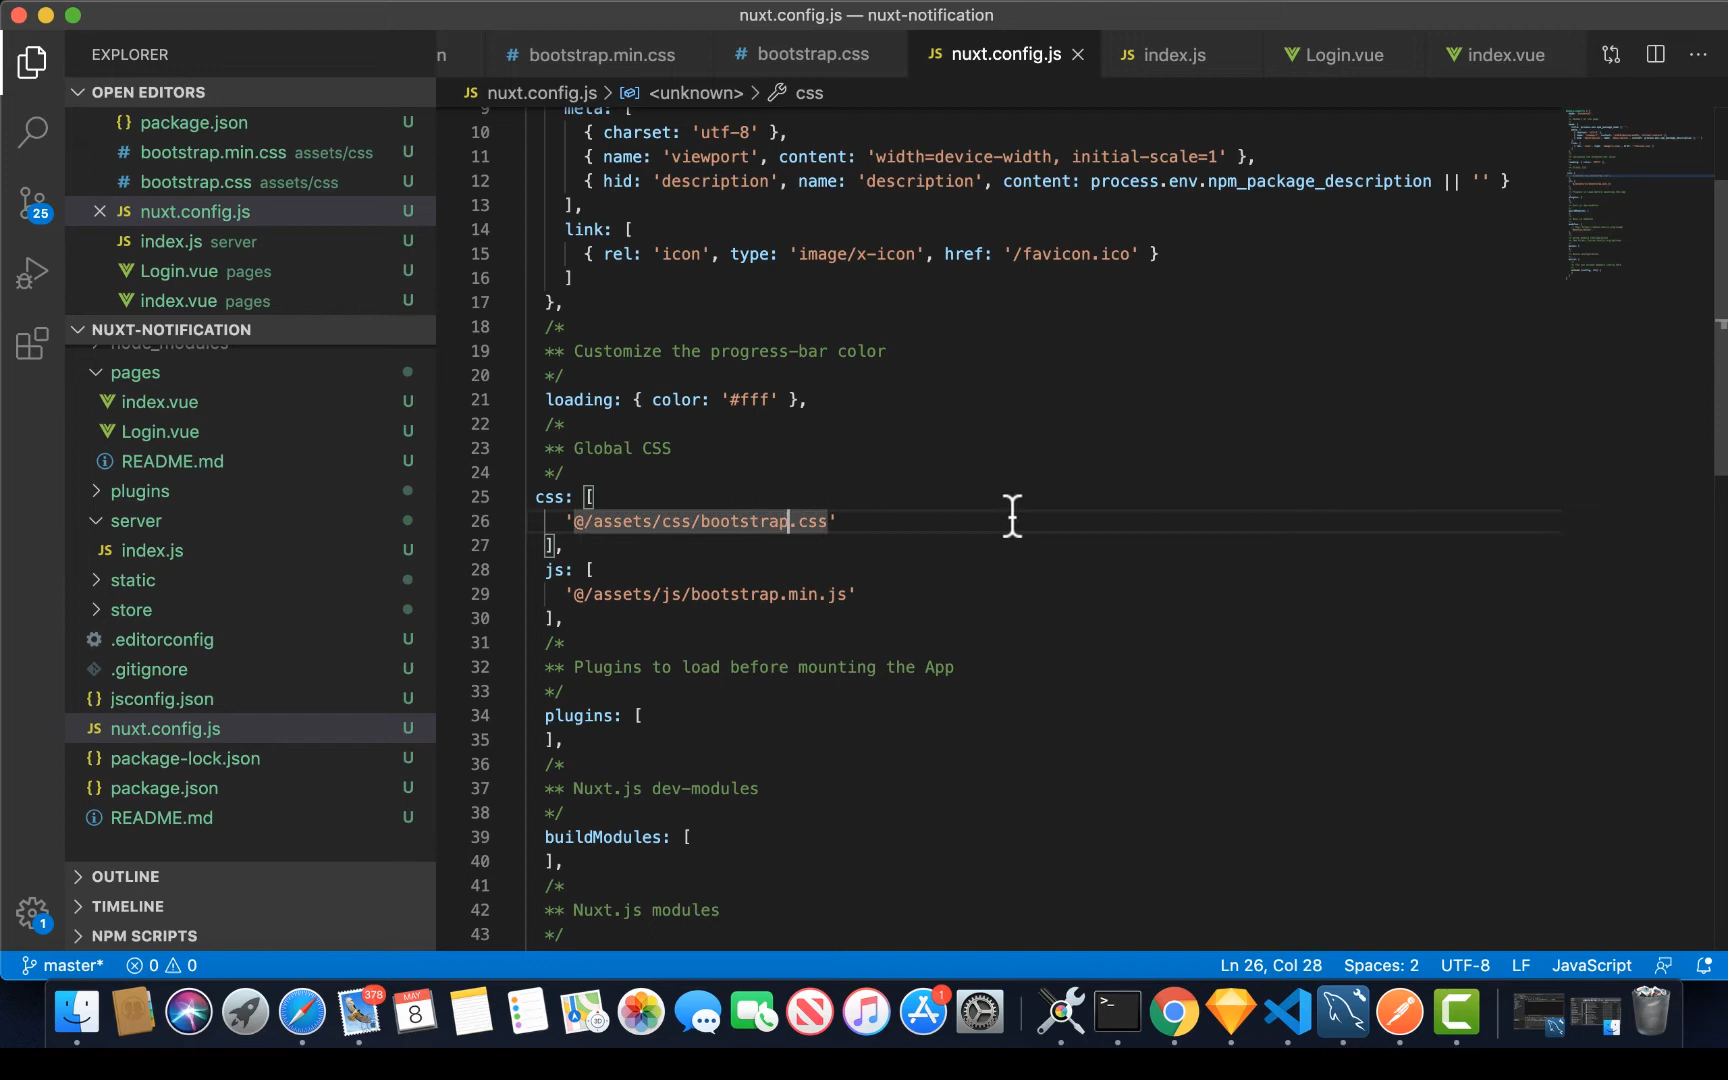 nuxt.config.js — nuxt-notification
EXPLORER
n
# bootstrap.min.css
# bootstrap.css
JS nuxt.config.js
JS index.js
Login.vue
index.vue
JS nuxt.config.js > <unknown> > css
OPEN EDITORS
{} package.json U
# bootstrap.min.css assets/css U
# bootstrap.css assets/css U
JS nuxt.config.js U
JS index.js server U
Login.vue pages U
index.vue pages U
NUXT-NOTIFICATION
node_modules
pages
index.vue U
Login.vue U
README.md U
plugins
server
JS index.js U
static
store
.editorconfig U
.gitignore U
{} jsconfig.json U
JS nuxt.config.js U
{} package-lock.json U
{} package.json U
README.md U
OUTLINE
TIMELINE
NPM SCRIPTS
25
1
9 meta: [
10 { charset: 'utf-8' },
11 { name: 'viewport', content: 'width=device-width, initial-scale=1' },
12 { hid: 'description', name: 'description', content: process.env.npm_package_description || '' }
13 ],
14 link: [
15 { rel: 'icon', type: 'image/x-icon', href: '/favicon.ico' }
16 ]
17 },
18 /*
19 ** Customize the progress-bar color
20 */
21 loading: { color: '#fff' },
22 /*
23 ** Global CSS
24 */
25 css: [
26 '@/assets/css/bootstrap.css'
27 ],
28 js: [
29 '@/assets/js/bootstrap.min.js'
30 ],
31 /*
32 ** Plugins to load before mounting the App
33 */
34 plugins: [
35 ],
36 /*
37 ** Nuxt.js dev-modules
38 */
39 buildModules: [
40 ],
41 /*
42 ** Nuxt.js modules
43 */
master* 0 0
Ln 26, Col 28 Spaces: 2 UTF-8 LF JavaScript
378
MAY
8
1